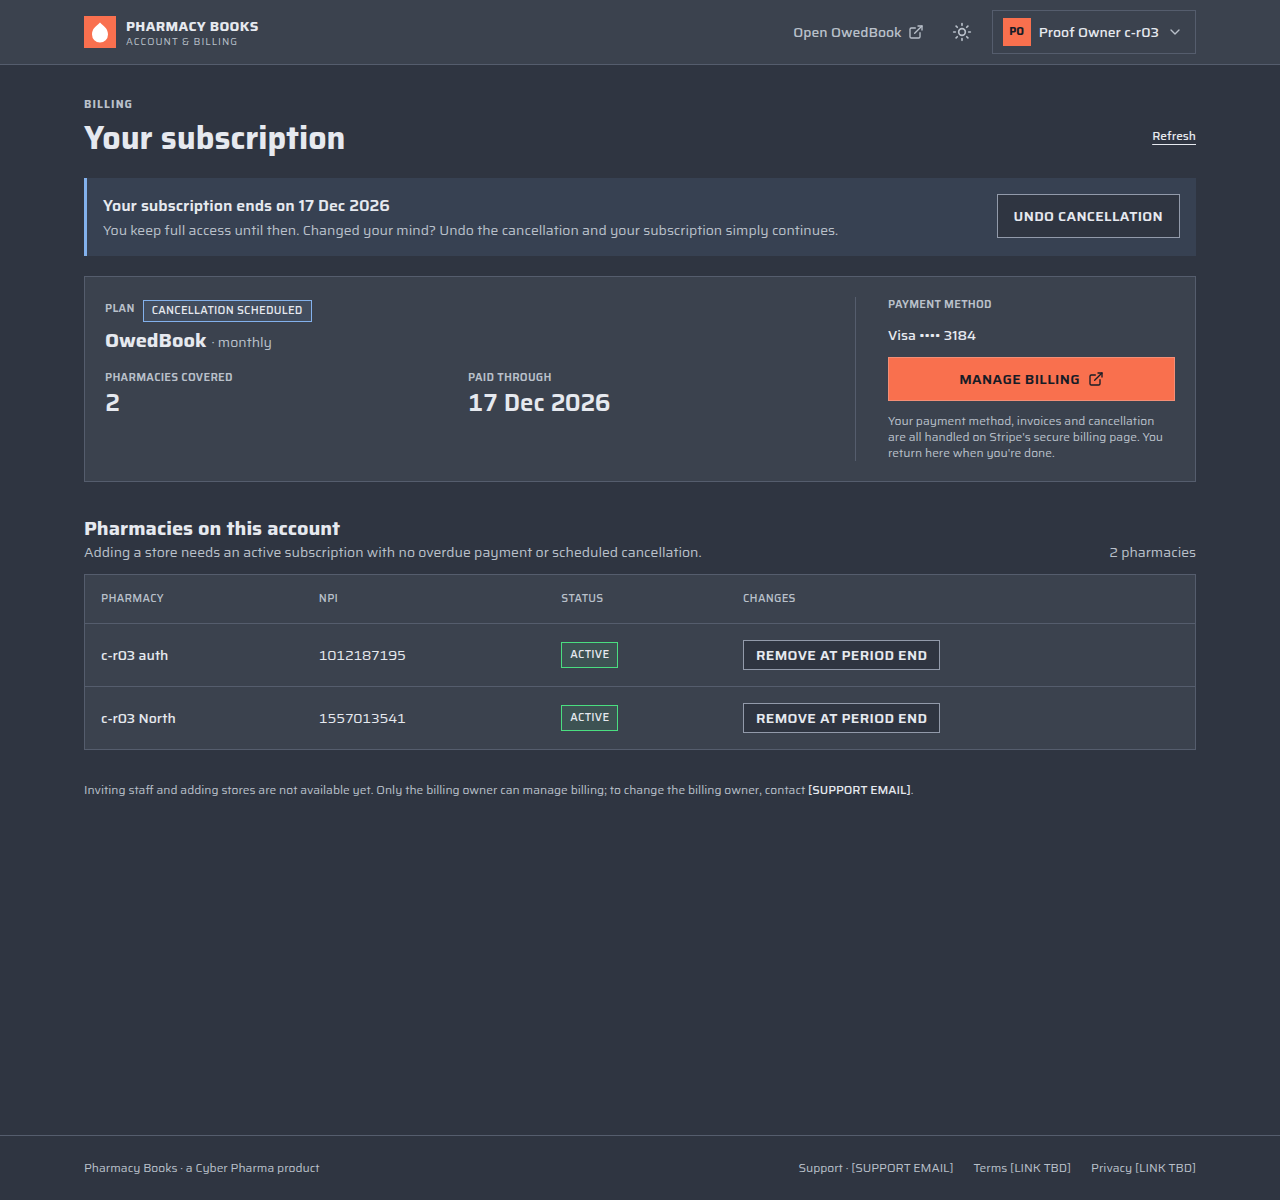 PHARMACY BOOKS
ACCOUNT & BILLING
Open OwedBook
PO
Proof Owner c-r03
BILLING
Your subscription
Refresh
Your subscription ends on 17 Dec 2026
You keep full access until then. Changed your mind? Undo the cancellation and your subscription simply continues.
UNDO CANCELLATION
PLAN
CANCELLATION SCHEDULED
OwedBook · monthly
PHARMACIES COVERED
2
PAID THROUGH
17 Dec 2026
PAYMENT METHOD
Visa •••• 3184
MANAGE BILLING
Your payment method, invoices and cancellation
are all handled on Stripe's secure billing page. You
return here when you're done.
Pharmacies on this account
Adding a store needs an active subscription with no overdue payment or scheduled cancellation.
2 pharmacies
PHARMACY NPI STATUS CHANGES
c-r03 auth 1012187195 ACTIVE REMOVE AT PERIOD END
c-r03 North 1557013541 ACTIVE REMOVE AT PERIOD END
Inviting staff and adding stores are not available yet. Only the billing owner can manage billing; to change the billing owner, contact [SUPPORT EMAIL].
Pharmacy Books · a Cyber Pharma product
Support · [SUPPORT EMAIL] Terms [LINK TBD] Privacy [LINK TBD]